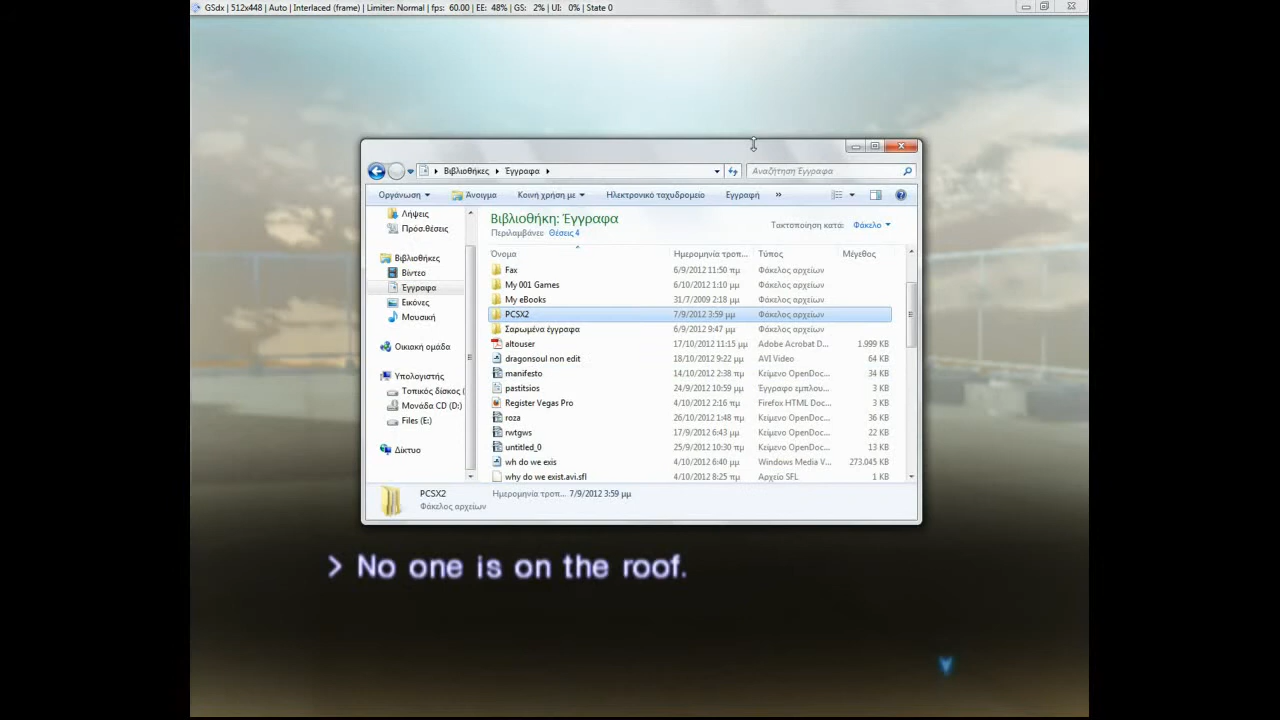 GSdx | 512x448 | Auto | Interlaced (frame) | Limiter: Normal | fps: 60.00 | EE: 48% | GS: 2% | UI: 0% | State 0
Βιβλιοθήκες Έγγραφα
Αναζήτηση Έγγραφα
Οργάνωση Άνοιγμα Κοινή χρήση με Ηλεκτρονικό ταχυδρομείο Εγγραφή »
Λήψεις
Πρόσ.θέσεις
Βιβλιοθήκες
Βίντεο
Έγγραφα
Εικόνες
Μουσική
Οικιακή ομάδα
Υπολογιστής
Τοπικός δίσκος (
Μονάδα CD (D:)
Files (E:)
Δίκτυο
Βιβλιοθήκη: Έγγραφα
Περιλαμβάνει: Θέσεις 4
Τακτοποίηση κατά: Φάκελο
Όνομα Ημερομηνία τροπ... Τύπος Μέγεθος
Fax 6/9/2012 11:50 πμ Φάκελος αρχείων
My 001 Games 6/10/2012 1:10 μμ Φάκελος αρχείων
My eBooks 31/7/2009 2:18 μμ Φάκελος αρχείων
PCSX2 7/9/2012 3:59 μμ Φάκελος αρχείων
Σαρωμένα έγγραφα 6/9/2012 9:47 μμ Φάκελος αρχείων
altouser 17/10/2012 11:15 μμ Adobe Acrobat D... 1.999 KB
dragonsoul non edit 18/10/2012 9:22 μμ AVI Video 64 KB
manifesto 14/10/2012 2:38 πμ Κείμενο OpenDoc... 34 KB
pastitsios 24/9/2012 10:59 μμ Έγγραφο εμπλου... 3 KB
Register Vegas Pro 4/10/2012 2:16 πμ Firefox HTML Doc... 3 KB
roza 26/10/2012 1:48 πμ Κείμενο OpenDoc... 36 KB
rwtgws 17/9/2012 6:43 μμ Κείμενο OpenDoc... 22 KB
untitled_0 25/9/2012 10:30 πμ Κείμενο OpenDoc... 13 KB
wh do we exis 4/10/2012 6:40 μμ Windows Media V... 273.045 KB
why do we exist.avi.sfl 4/10/2012 8:25 πμ Αρχείο SFL 1 KB
PCSX2 Ημερομηνία τροπ... 7/9/2012 3:59 μμ
Φάκελος αρχείων
> No one is on the roof.